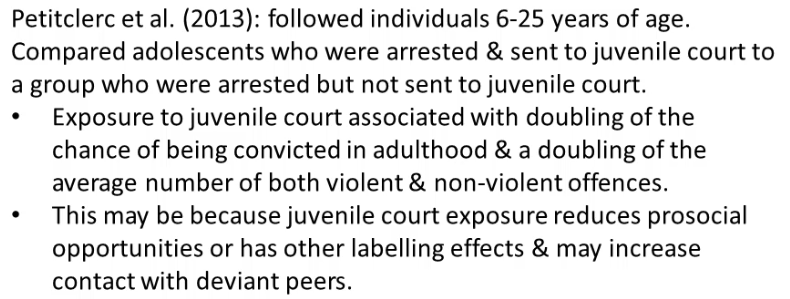 Petitclerc et al. (2013): followed individuals 6-25 years of age.
Compared adolescents who were arrested & sent to juvenile court to
a group who were arrested but not sent to juvenile court.
• Exposure to juvenile court associated with doubling of the
chance of being convicted in adulthood & a doubling of the
average number of both violent & non-violent offences.
• This may be because juvenile court exposure reduces prosocial
opportunities or has other labelling effects & may increase
contact with deviant peers.